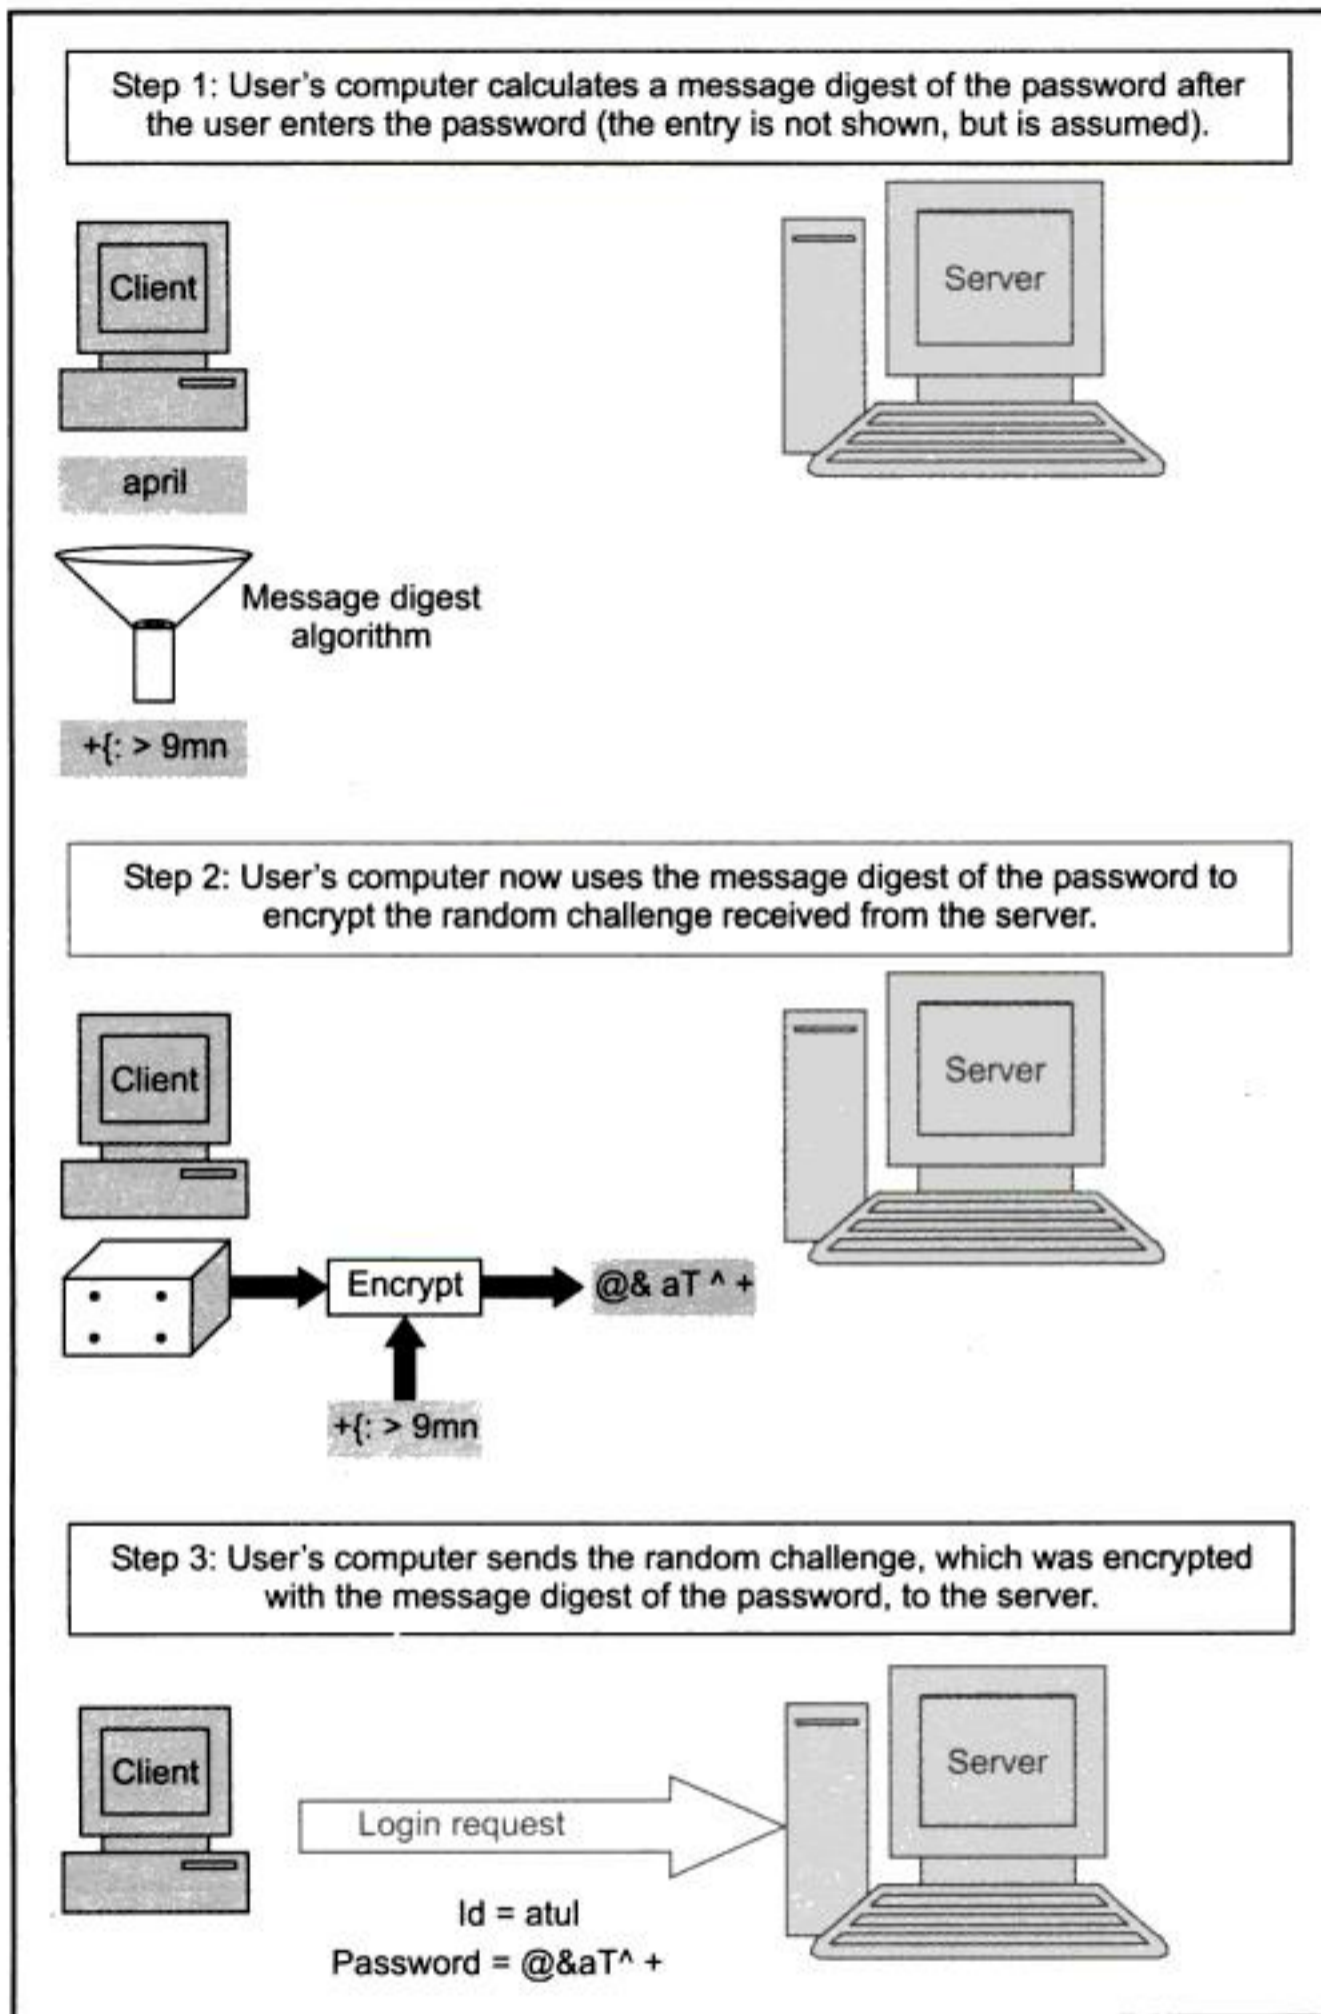 Step 1: User's computer calculates a message digest of the password after
the user enters the password (the entry is not shown, but is assumed).
Client
Server
april
Message digest
algorithm
+{: > 9mn
Step 2: User's computer now uses the message digest of the password to
encrypt the random challenge received from the server.
Client
Server
Encrypt
@& aT ^ +
+{: > 9mn
Step 3: User's computer sends the random challenge, which was encrypted
with the message digest of the password, to the server.
Client
Server
Login request
Id = atul
Password = @&aT^ +